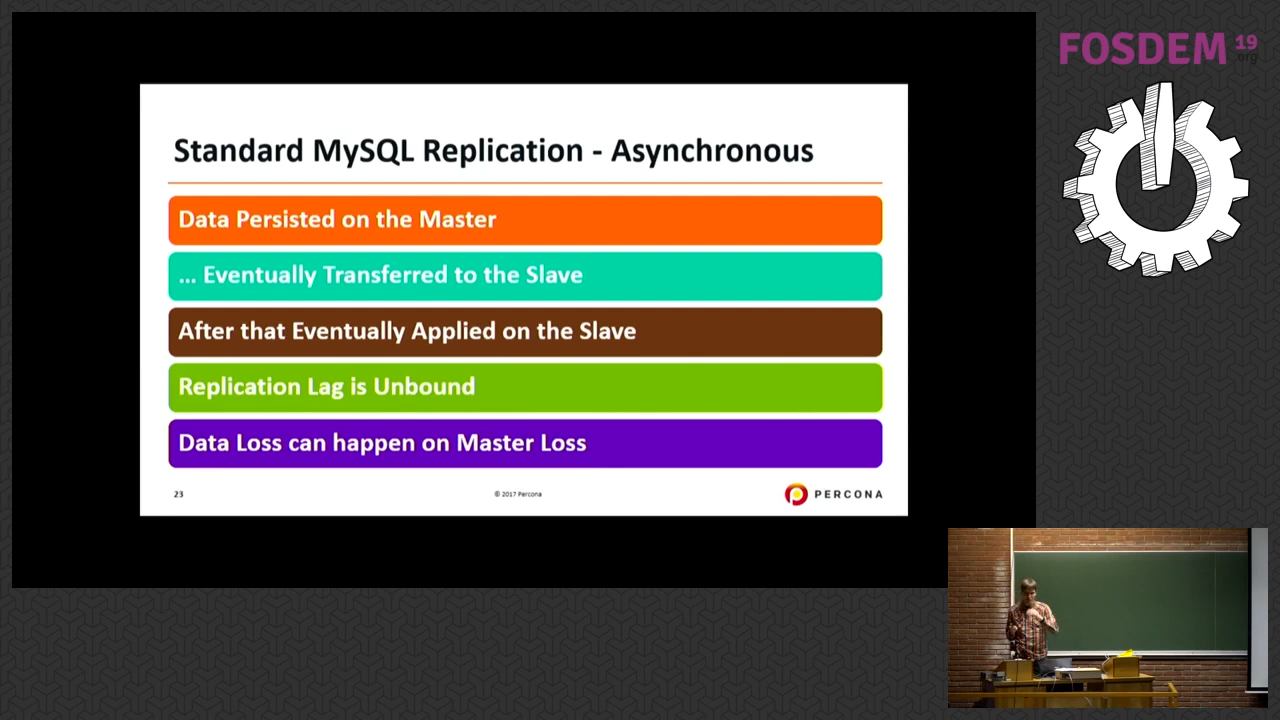 FOSDEM 19
.org
Standard MySQL Replication - Asynchronous
Data Persisted on the Master
... Eventually Transferred to the Slave
After that Eventually Applied on the Slave
Replication Lag is Unbound
Data Loss can happen on Master Loss
23
© 2017 Percona
PERCONA